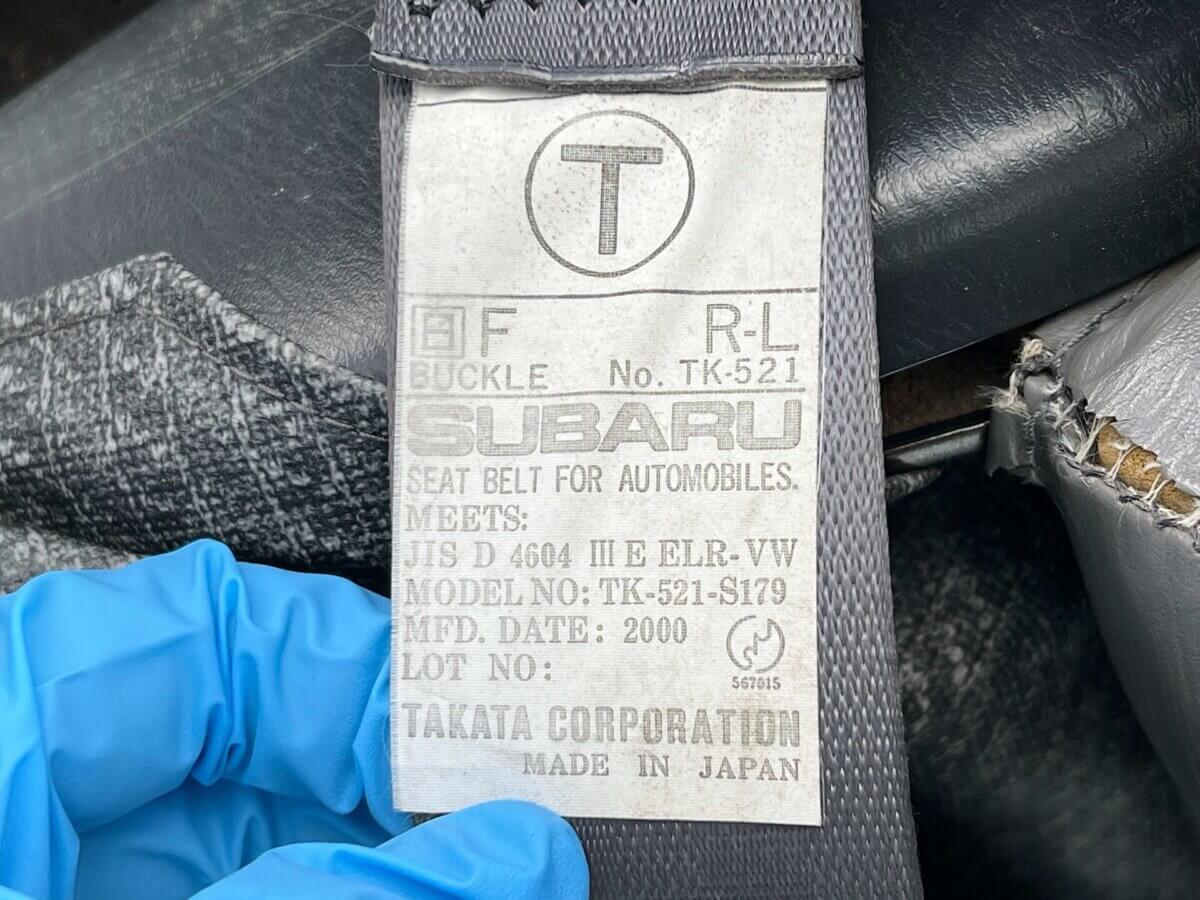 T
日 F R-L
BUCKLE No. TK-521
SUBARU
SEAT BELT FOR AUTOMOBILES.
MEETS:
JIS D 4604 III E ELR-VW
MODEL NO: TK-521-S179
MFD. DATE: 2000
LOT NO:
567015
TAKATA CORPORATION
MADE IN JAPAN